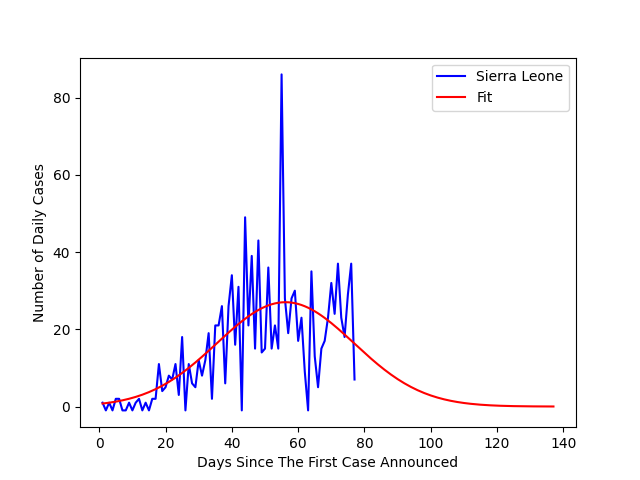 Sierra Leone
Fit
80
60
40
20
0
Number of Daily Cases
0 20 40 60 80 100 120 140
Days Since The First Case Announced